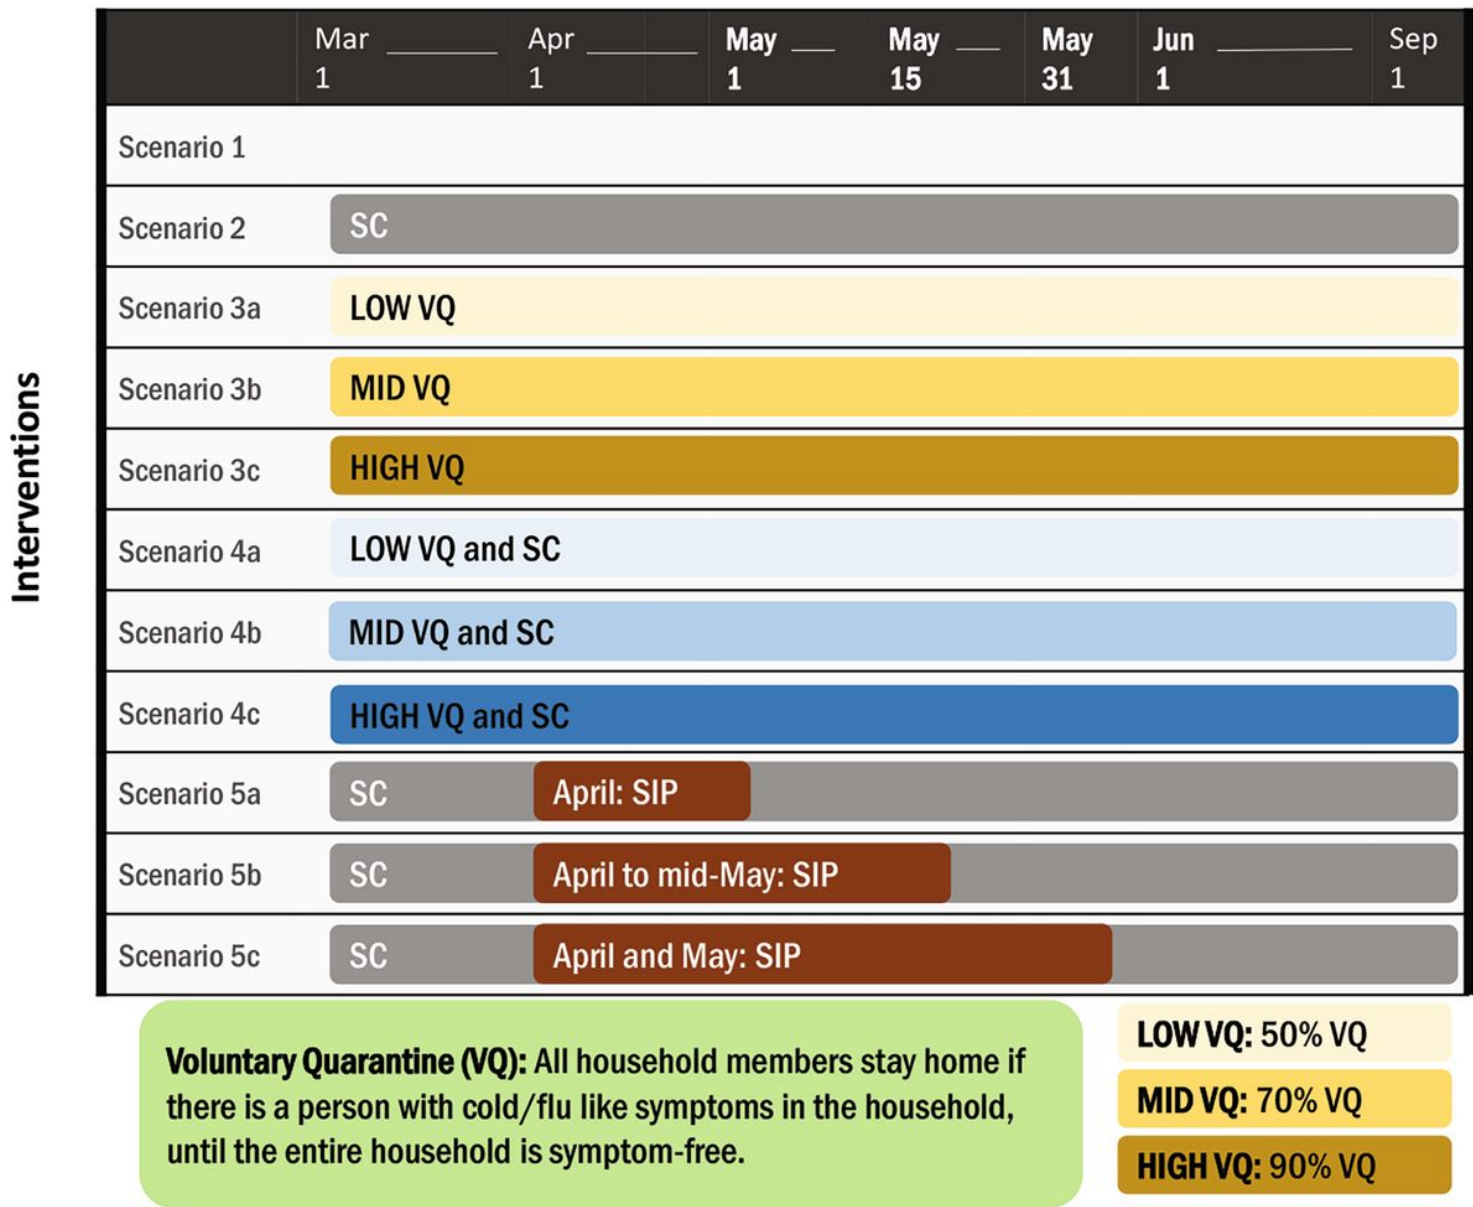 Mar Apr May May May Jun Sep
1 1 1 15 31 1 1
Interventions
Scenario 1
Scenario 2 SC
Scenario 3a LOW VQ
Scenario 3b MID VQ
Scenario 3c HIGH VQ
Scenario 4a LOW VQ and SC
Scenario 4b MID VQ and SC
Scenario 4c HIGH VQ and SC
Scenario 5a SC April: SIP
Scenario 5b SC April to mid-May: SIP
Scenario 5c SC April and May: SIP
Voluntary Quarantine (VQ): All household members stay home if
there is a person with cold/flu like symptoms in the household,
until the entire household is symptom-free.
LOW VQ: 50% VQ
MID VQ: 70% VQ
HIGH VQ: 90% VQ